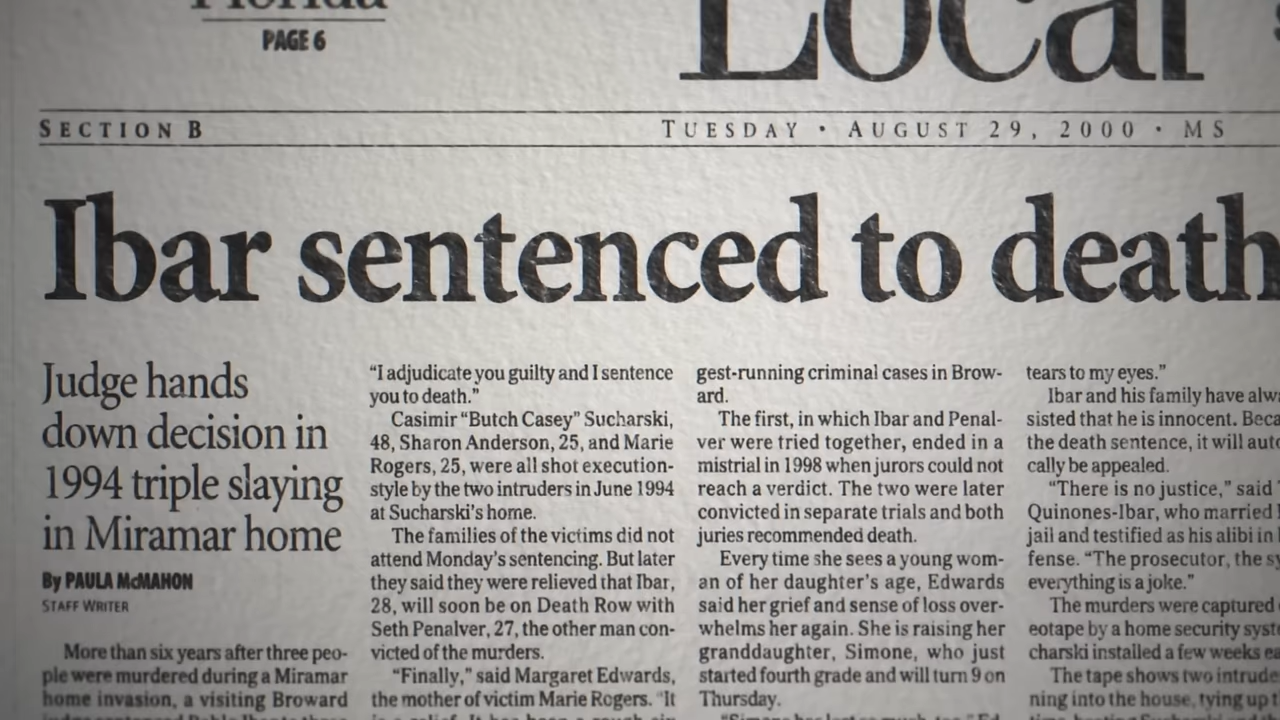 Florida
PAGE 6
Local
SECTION B
TUESDAY • AUGUST 29, 2000 • MS
Ibar sentenced to death
Judge hands
down decision in
1994 triple slaying
in Miramar home
By PAULA McMAHON
STAFF WRITER
More than six years after three peo-
ple were murdered during a Miramar
home invasion, a visiting Broward
“I adjudicate you guilty and I sentence
you to death.”
Casimir “Butch Casey” Sucharski,
48, Sharon Anderson, 25, and Marie
Rogers, 25, were all shot execution-
style by the two intruders in June 1994
at Sucharski's home.
The families of the victims did not
attend Monday's sentencing. But later
they said they were relieved that Ibar,
28, will soon be on Death Row with
Seth Penalver, 27, the other man con-
victed of the murders.
“Finally,” said Margaret Edwards,
the mother of victim Marie Rogers. “It
gest-running criminal cases in Brow-
ard.
The first, in which Ibar and Penal-
ver were tried together, ended in a
mistrial in 1998 when jurors could not
reach a verdict. The two were later
convicted in separate trials and both
juries recommended death.
Every time she sees a young wom-
an of her daughter's age, Edwards
said her grief and sense of loss over-
whelms her again. She is raising her
granddaughter, Simone, who just
started fourth grade and will turn 9 on
Thursday.
tears to my eyes.”
Ibar and his family have alw
sisted that he is innocent. Beca
the death sentence, it will auto
cally be appealed.
“There is no justice,” said
Quinones-Ibar, who married
jail and testified as his alibi in
fense. “The prosecutor, the sy
everything is a joke.”
The murders were captured
eotape by a home security syst
charski installed a few weeks ea
The tape shows two intrude
ning into the house, tying up t